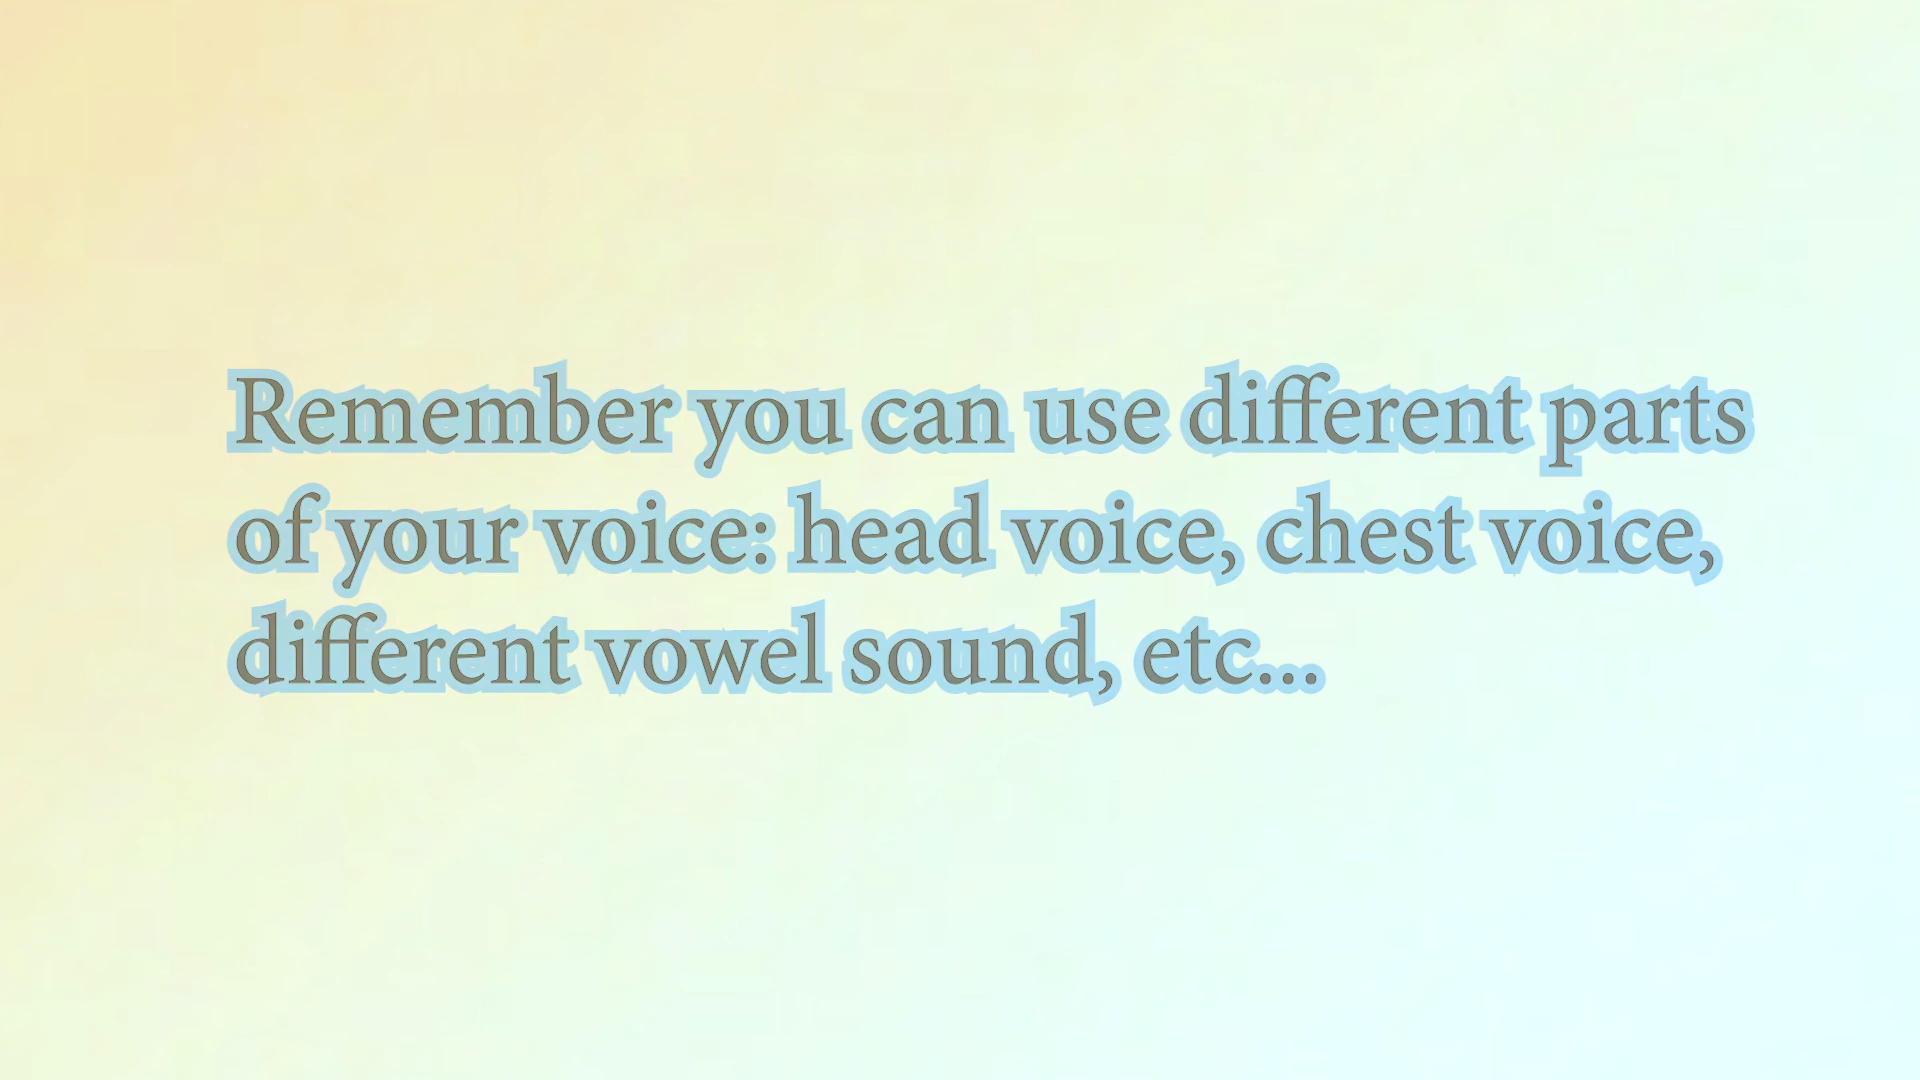 Remember you can use different parts
of your voice: head voice, chest voice,
different vowel sound, etc...